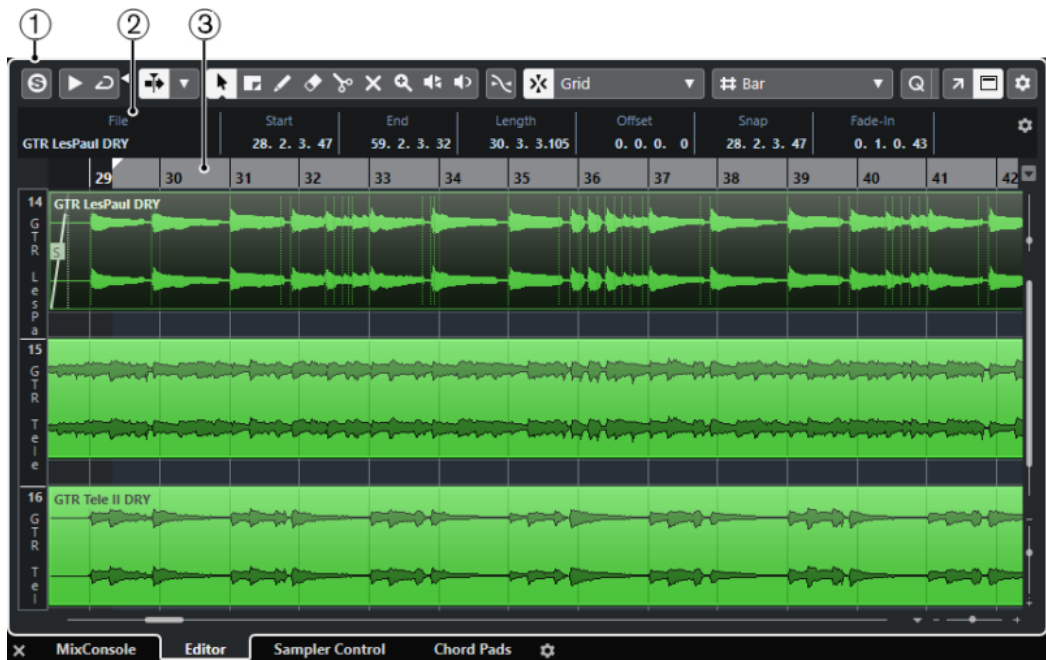 1 2 3
S Grid Bar Q
File Start End Length Offset Snap Fade-In
GTR LesPaul DRY 28. 2. 3. 47 59. 2. 3. 32 30. 3. 3.105 0. 0. 0. 0 28. 2. 3. 47 0. 1. 0. 43
29 30 31 32 33 34 35 36 37 38 39 40 41 42
14 GTR LesPaul DRY
GTR LesPa
S
15
GTR Tele
16 GTR Tele II DRY
GTR Tel
MixConsole Editor Sampler Control Chord Pads